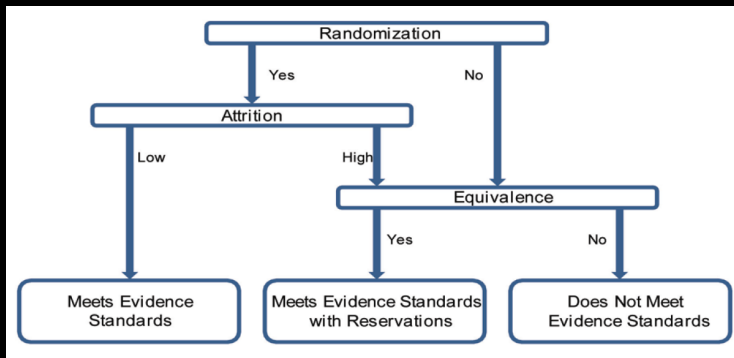 Randomization
Yes
No
Attrition
Low
High
Equivalence
Yes
No
Meets Evidence
Standards
Meets Evidence Standards
with Reservations
Does Not Meet
Evidence Standards